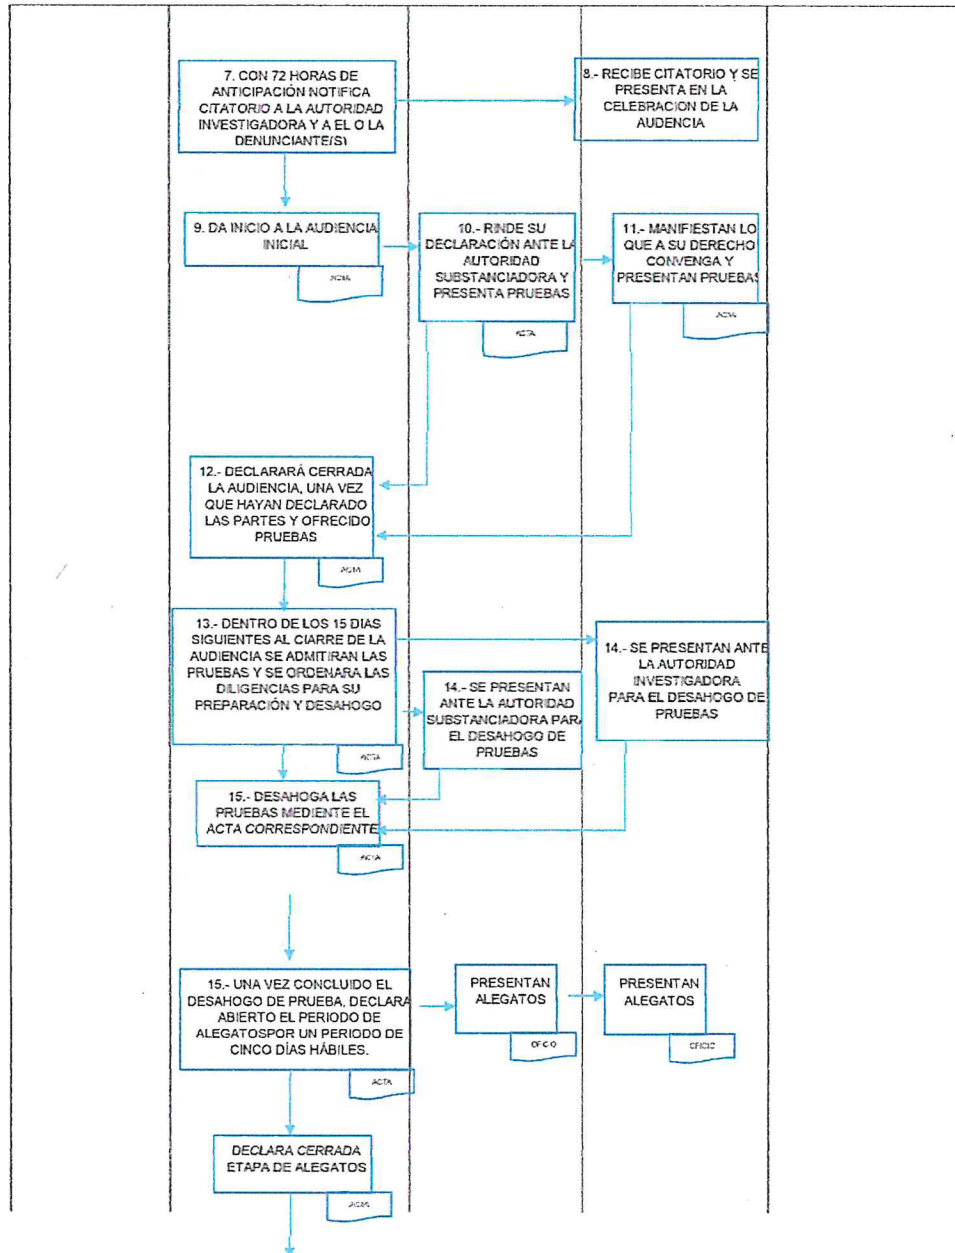 7. CON 72 HORAS DE
ANTICIPACIÓN NOTIFICA
CITATORIO A LA AUTORIDAD
INVESTIGADORA Y A EL O LA
DENUNCIANTE(S)
8.- RECIBE CITATORIO Y SE
PRESENTA EN LA
CELEBRACION DE LA
AUDENCIA
9. DA INICIO A LA AUDIENCIA
INICIAL
ACTA
10.- RINDE SU
DECLARACIÓN ANTE LA
AUTORIDAD
SUBSTANCIADORA Y
PRESENTA PRUEBAS
ACTA
11.- MANIFIESTAN LO
QUE A SU DERECHO
CONVENGA Y
PRESENTAN PRUEBAS
ACTA
12.- DECLARARÁ CERRADA
LA AUDIENCIA, UNA VEZ
QUE HAYAN DECLARADO
LAS PARTES Y OFRECIDO
PRUEBAS
ACTA
13.- DENTRO DE LOS 15 DIAS
SIGUIENTES AL CIARRE DE LA
AUDIENCIA SE ADMITIRAN LAS
PRUEBAS Y SE ORDENARA LAS
DILIGENCIAS PARA SU
PREPARACIÓN Y DESAHOGO
ACTA
14.- SE PRESENTAN
ANTE LA AUTORIDAD
SUBSTANCIADORA PARA
EL DESAHOGO DE
PRUEBAS
14.- SE PRESENTAN ANTE
LA AUTORIDAD
INVESTIGADORA
PARA EL DESAHOGO DE
PRUEBAS
15.- DESAHOGA LAS
PRUEBAS MEDIENTE EL
ACTA CORRESPONDIENTE
ACTA
15.- UNA VEZ CONCLUIDO EL
DESAHOGO DE PRUEBA, DECLARA
ABIERTO EL PERIODO DE
ALEGATOSPOR UN PERIODO DE
CINCO DÍAS HÁBILES.
ACTA
PRESENTAN
ALEGATOS
OFICIO
PRESENTAN
ALEGATOS
OFICIO
DECLARA CERRADA
ETAPA DE ALEGATOS
ACTA